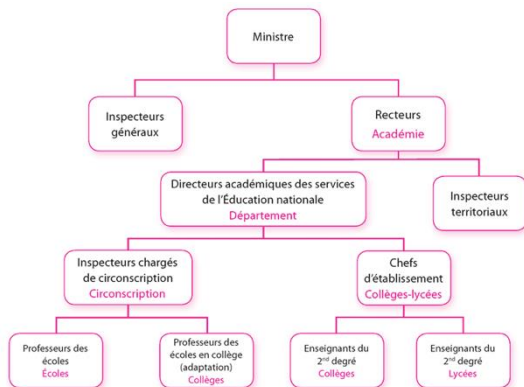 Ministre
Inspecteurs
généraux
Recteurs
Académie
Directeurs académiques des services
de l'Éducation nationale
Département
Inspecteurs
territoriaux
Inspecteurs chargés
de circonscription
Circonscription
Chefs
d'établissement
Collèges-lycées
Professeurs des
écoles
Écoles
Professeurs des
écoles en collège
(adaptation)
Collèges
Enseignants du
2nd degré
Collèges
Enseignants du
2nd degré
Lycées